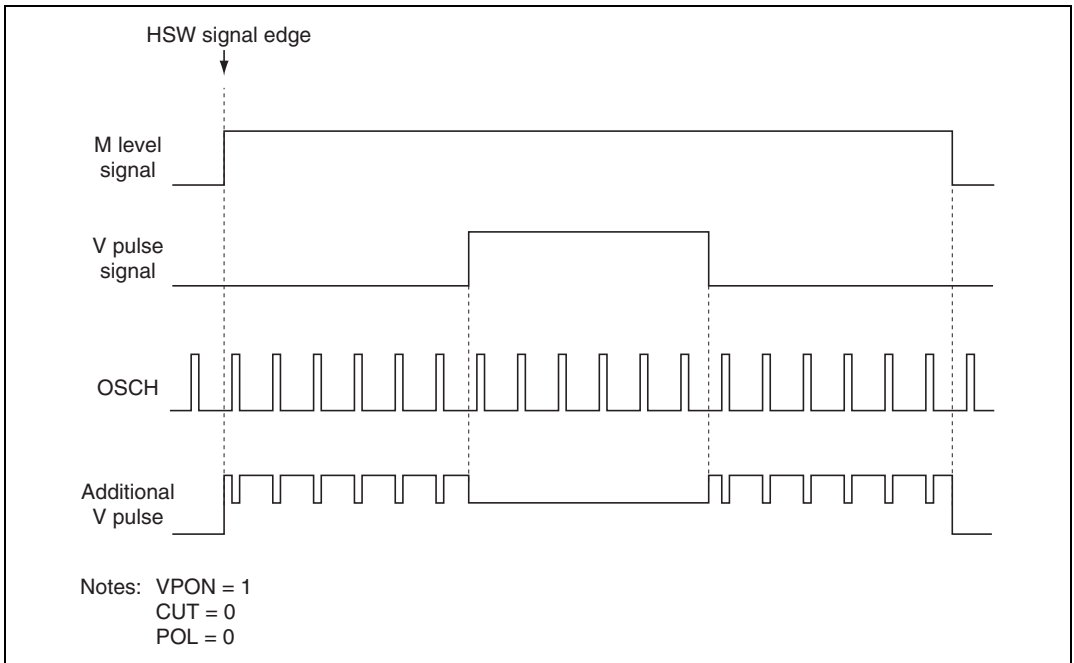 HSW signal edge
M level
signal
V pulse
signal
OSCH
Additional
V pulse
Notes: VPON = 1
CUT = 0
POL = 0